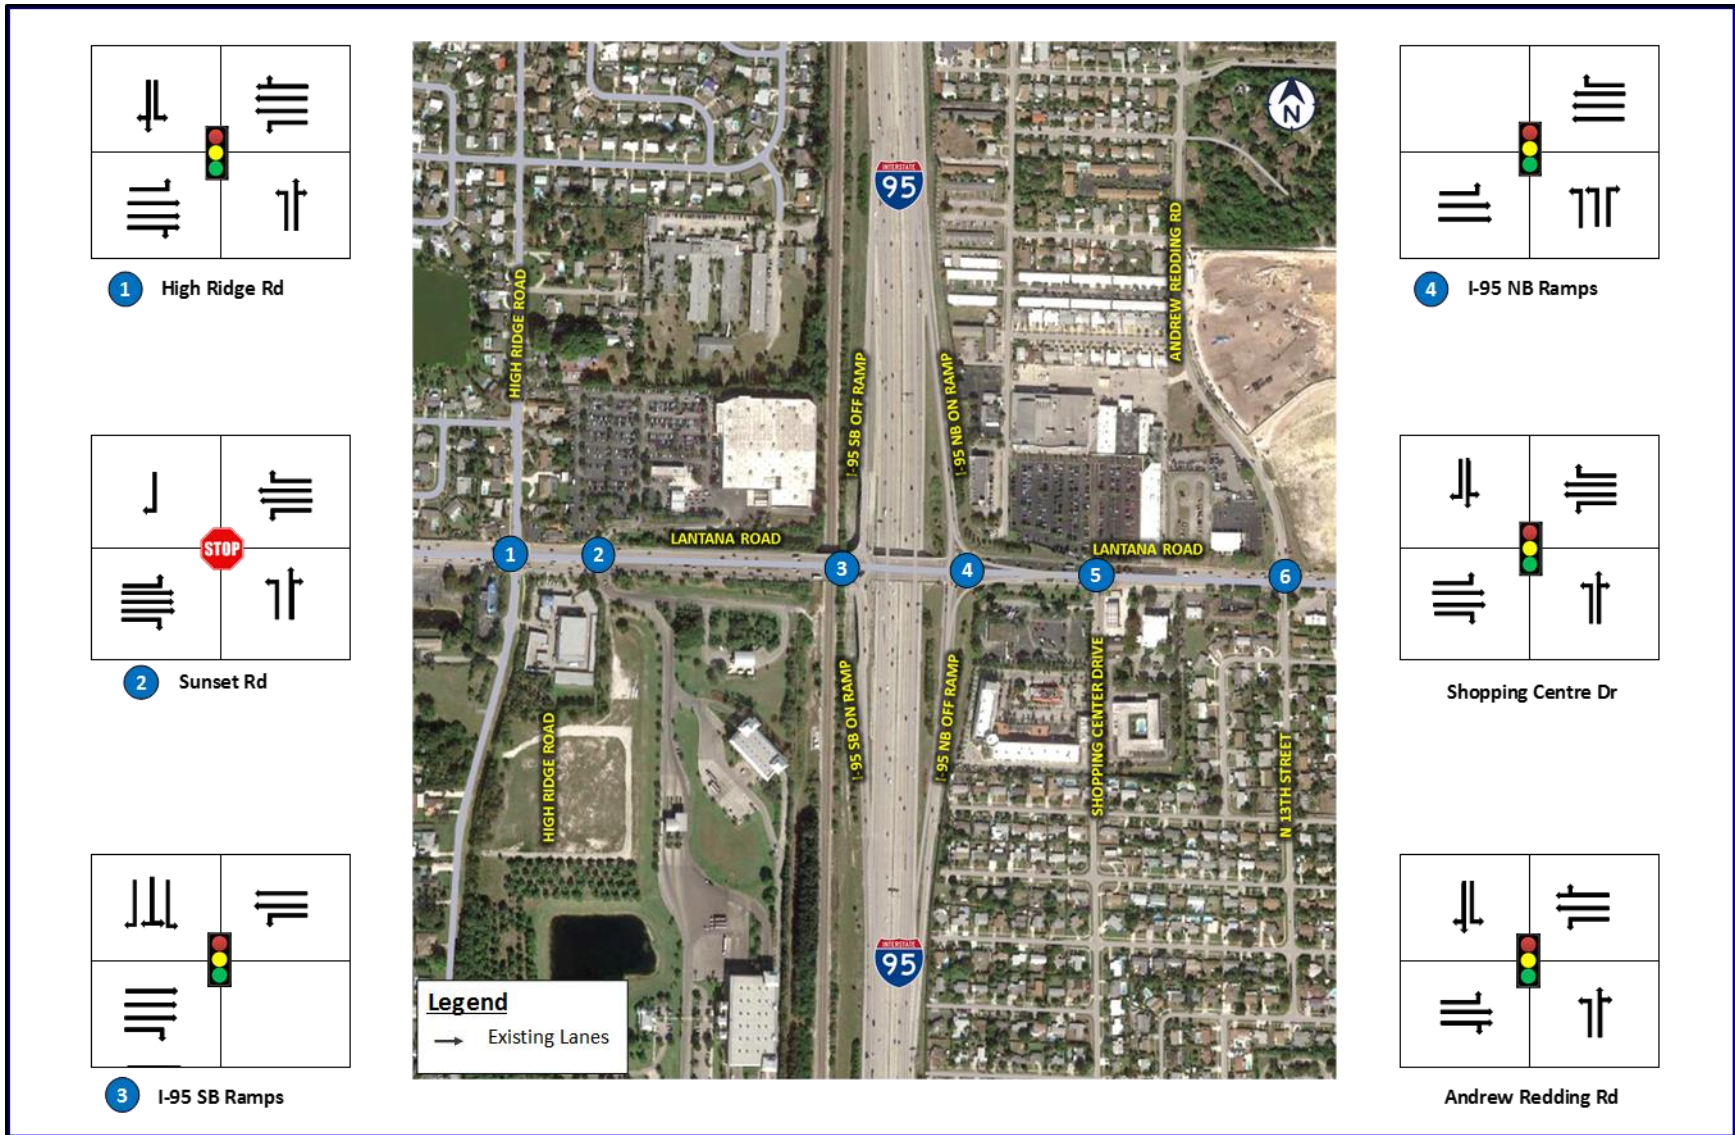 1 High Ridge Rd
STOP
2 Sunset Rd
3 I-95 SB Ramps
N
INTERSTATE
95
HIGH RIDGE ROAD
ANDREW REDDING RD
I-95 SB OFF RAMP
I-95 NB ON RAMP
LANTANA ROAD
LANTANA ROAD
1
2
3
4
5
6
I-95 SB ON RAMP
I-95 NB OFF RAMP
SHOPPING CENTER DRIVE
HIGH RIDGE ROAD
N 13TH STREET
INTERSTATE
95
Legend
Existing Lanes
4 I-95 NB Ramps
Shopping Centre Dr
Andrew Redding Rd